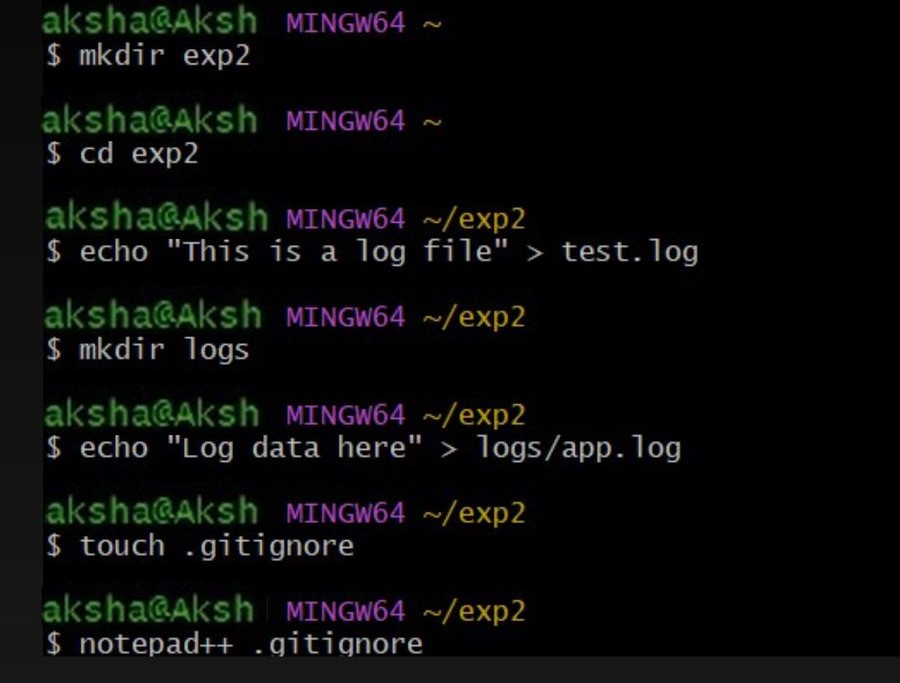 aksha@Aksh MINGW64 ~
$ mkdir exp2
aksha@Aksh MINGW64 ~
$ cd exp2
aksha@Aksh MINGW64 ~/exp2
$ echo "This is a log file" > test.log
aksha@Aksh MINGW64 ~/exp2
$ mkdir logs
aksha@Aksh MINGW64 ~/exp2
$ echo "Log data here" > logs/app.log
aksha@Aksh MINGW64 ~/exp2
$ touch .gitignore
aksha@Aksh MINGW64 ~/exp2
$ notepad++ .gitignore